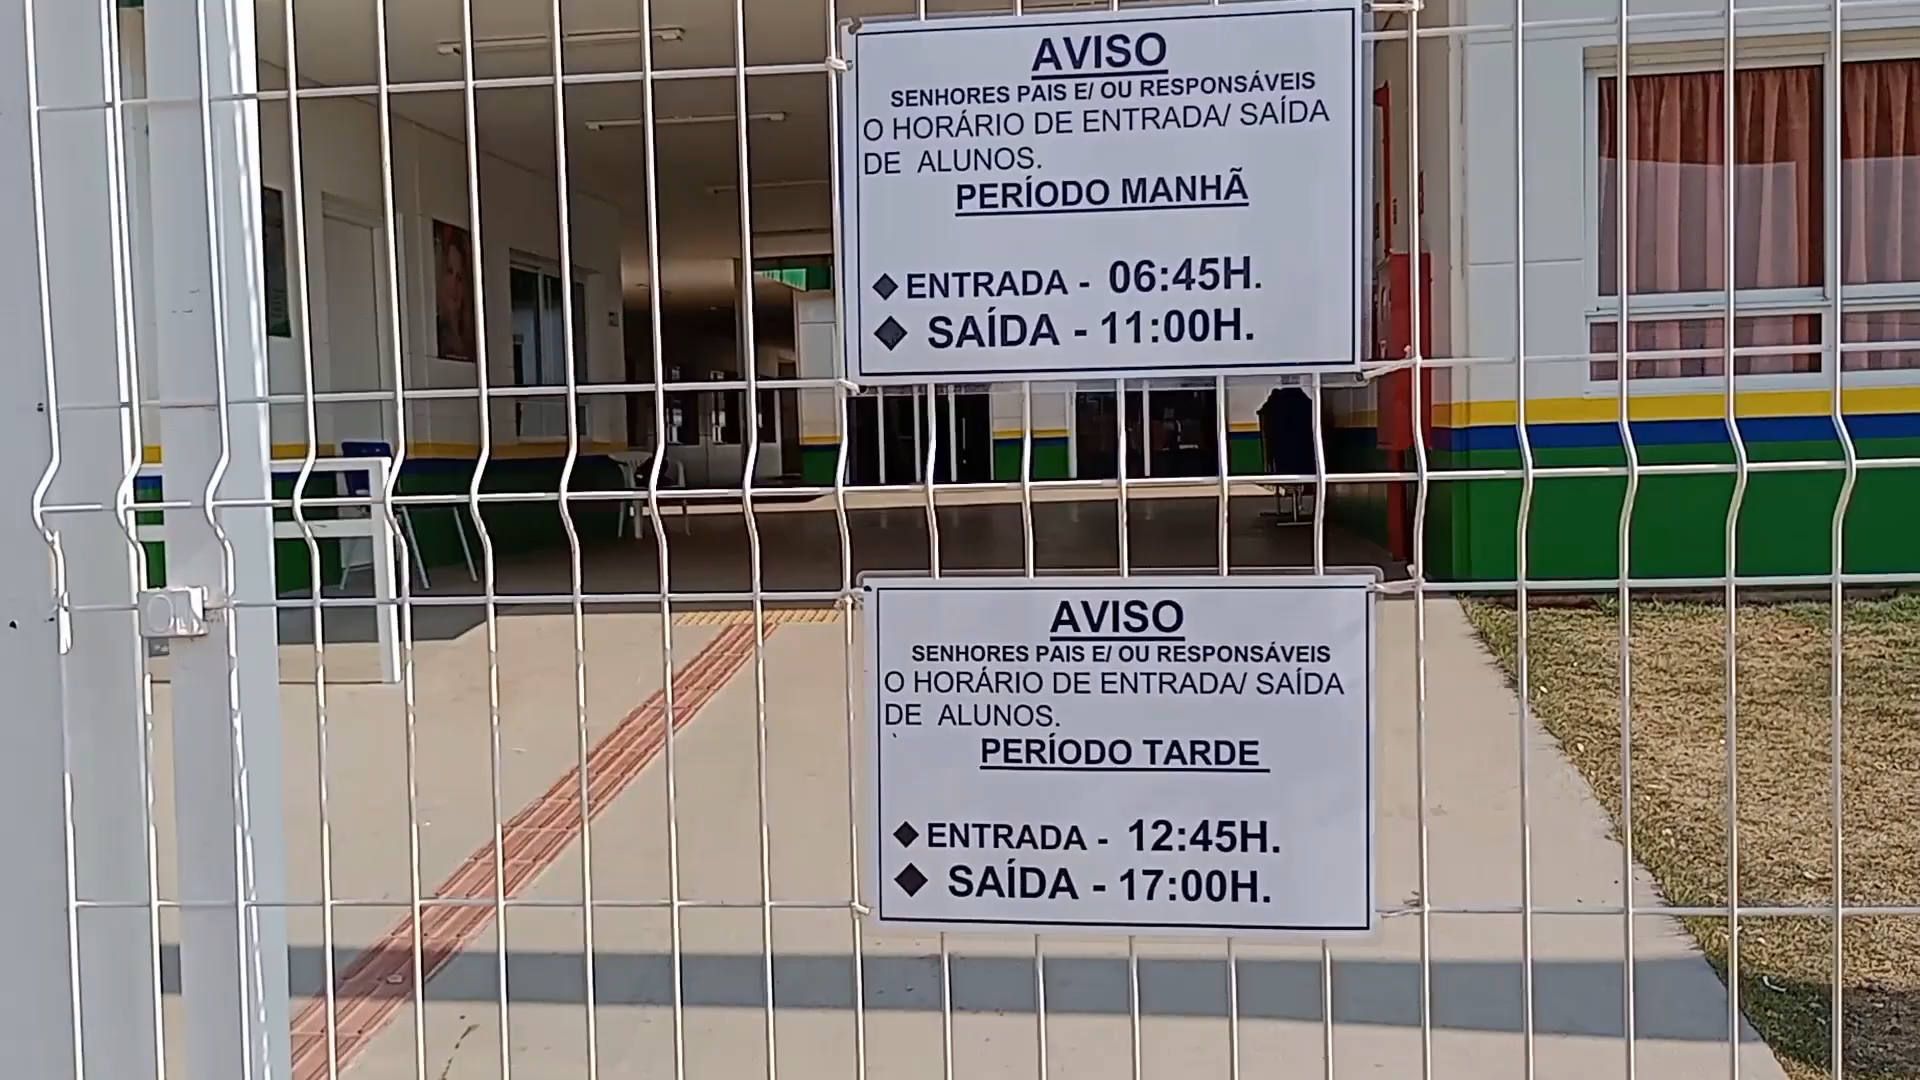 AVISO
SENHORES PAIS E/ OU RESPONSÁVEIS
O HORÁRIO DE ENTRADA/ SAÍDA
DE ALUNOS.
PERÍODO MANHÃ
◆ ENTRADA - 06:45H.
◆ SAÍDA - 11:00H.
AVISO
SENHORES PAIS E/ OU RESPONSÁVEIS
O HORÁRIO DE ENTRADA/ SAÍDA
DE ALUNOS.
PERÍODO TARDE
◆ ENTRADA - 12:45H.
◆ SAÍDA - 17:00H.